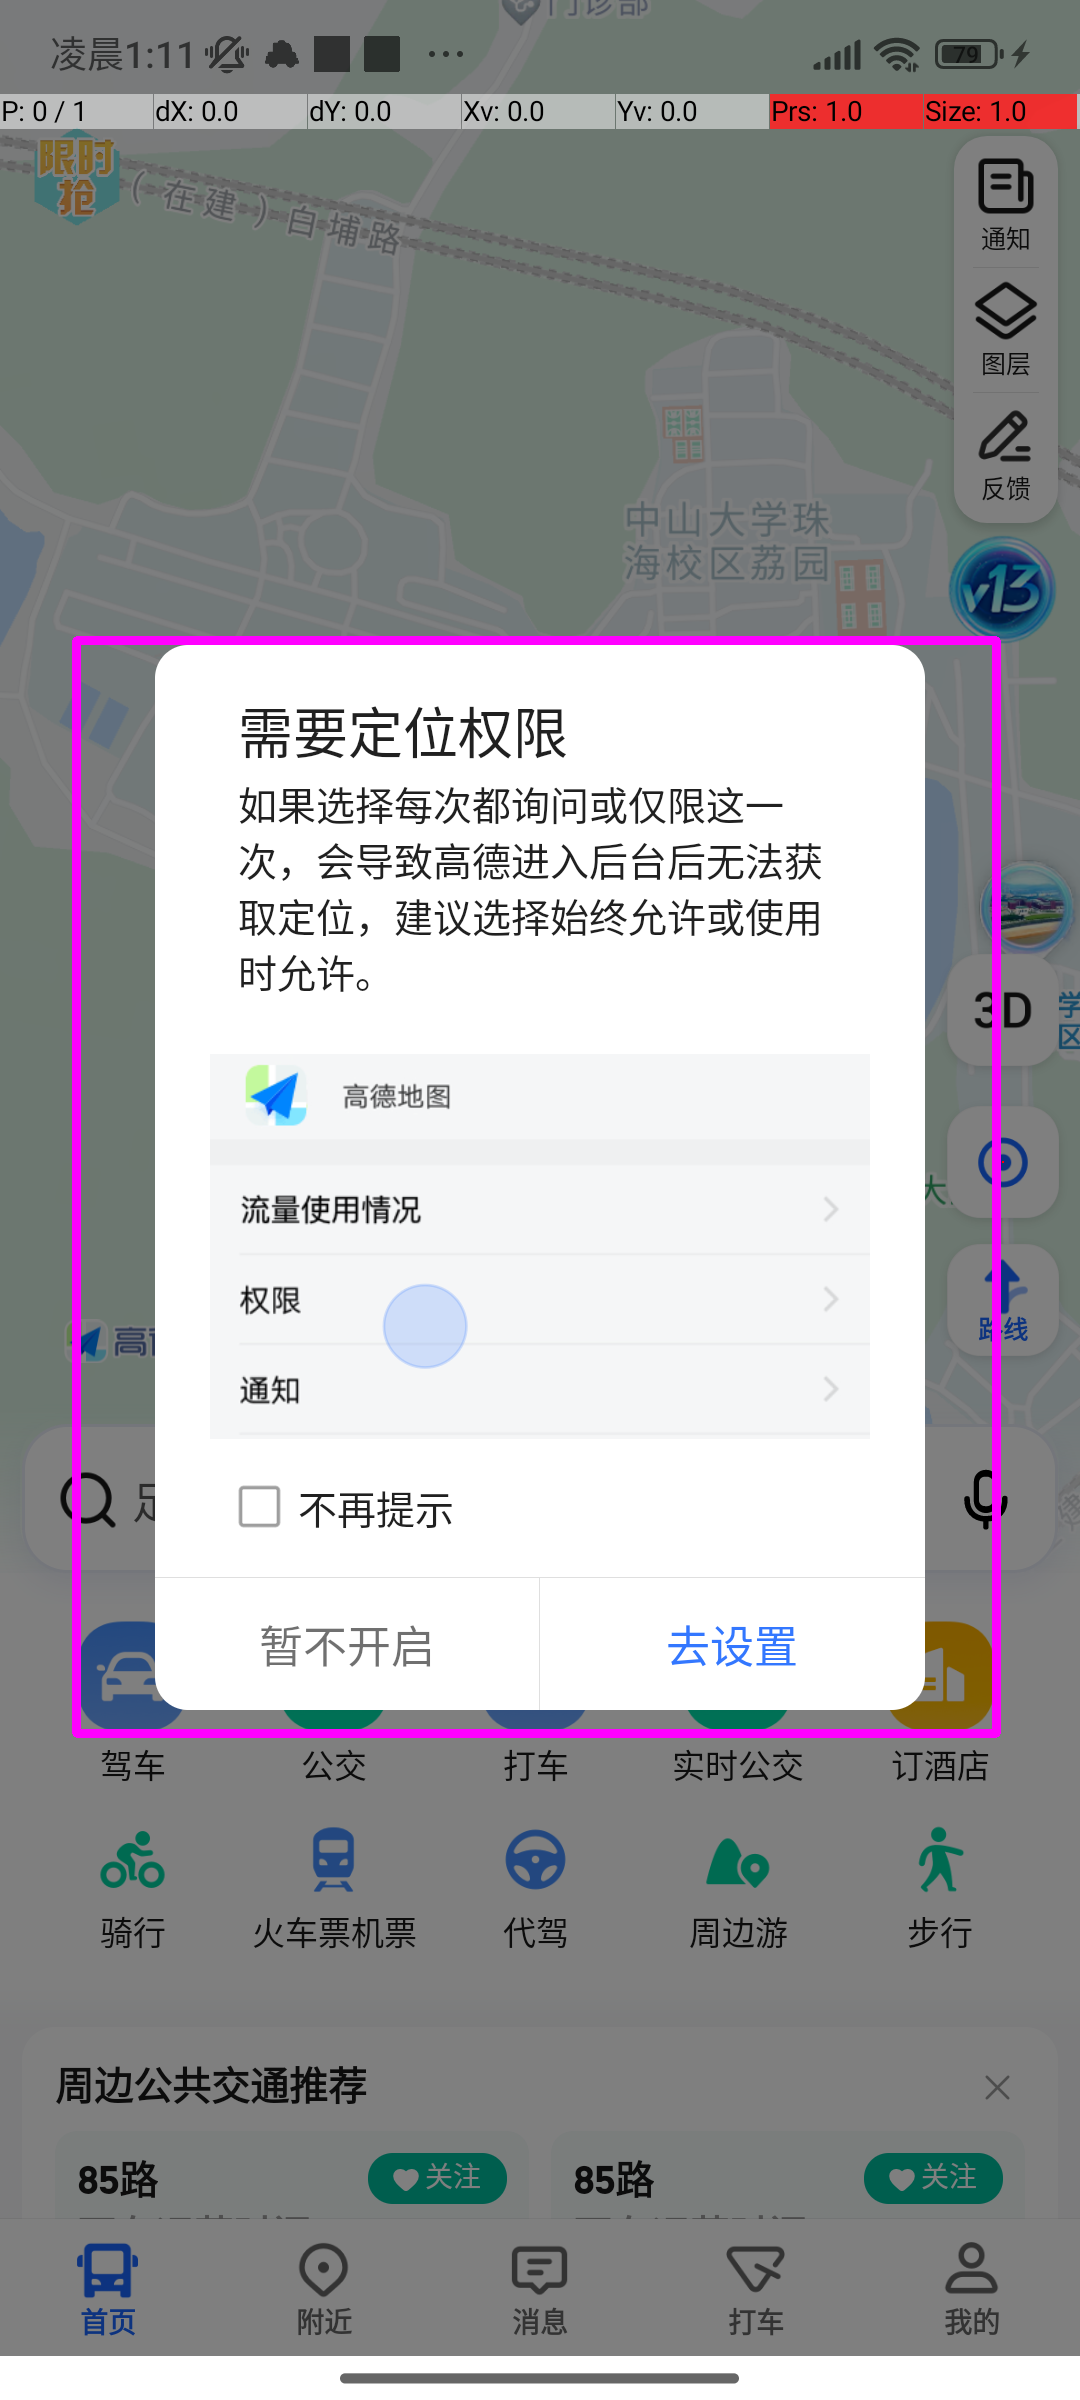 门诊部
凌晨1:11 ... 79
P: 0 / 1 dX: 0.0 dY: 0.0 Xv: 0.0 Yv: 0.0 Prs: 1.0 Size: 1.0
限时
抢
(在建)白埔路
通知
图层
反馈
中山大学珠
海校区荔园
v13
需要定位权限
如果选择每次都询问或仅限这一
次，会导致高德进入后台后无法获
取定位，建议选择始终允许或使用
时允许。
3D
学
区
高德地图
流量使用情况
大
权限
路线
高
通知
不再提示
建
暂不开启 去设置
驾车 公交 打车 实时公交 订酒店
骑行 火车票机票 代驾 周边游 步行
周边公共交通推荐
85路 关注 85路 关注
首页 附近 消息 打车 我的